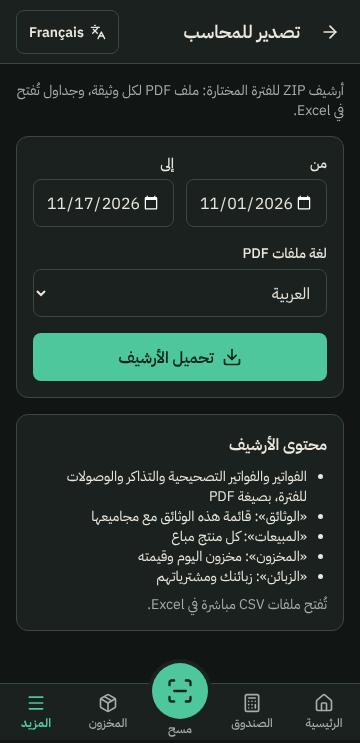 تصدير للمحاسب
Français
أرشيف ZIP للفترة المختارة: ملف PDF لكل وثيقة، وجداول تُفتح
في Excel.
من
إلى
11/01/2026
11/17/2026
لغة ملفات PDF
العربية
تحميل الأرشيف
محتوى الأرشيف
• الفواتير والفواتير التصحيحية والتذاكر والوصولات
للفترة، بصيغة PDF
• «الوثائق»: قائمة هذه الوثائق مع مجاميعها
• «المبيعات»: كل منتج مباع
• «المخزون»: مخزون اليوم وقيمته
• «الزبائن»: زبائنك ومشترياتهم
تُفتح ملفات CSV مباشرة في Excel.
الرئيسية
الصندوق
مسح
المخزون
المزيد